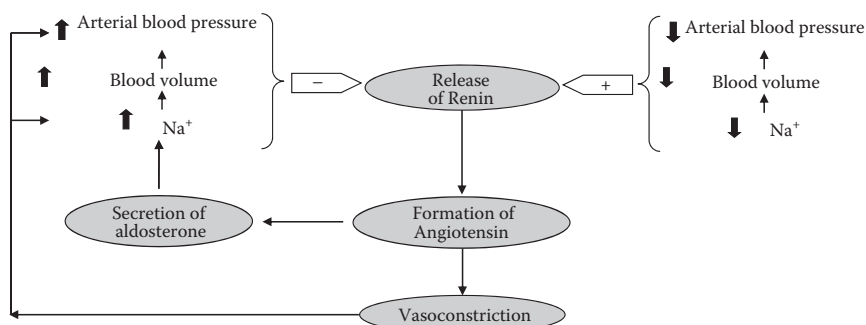 Arterial blood pressure
Blood volume
Na⁺
−
Release
of Renin
+
Arterial blood pressure
Blood volume
Na⁺
Secretion of
aldosterone
Formation of
Angiotensin
Vasoconstriction